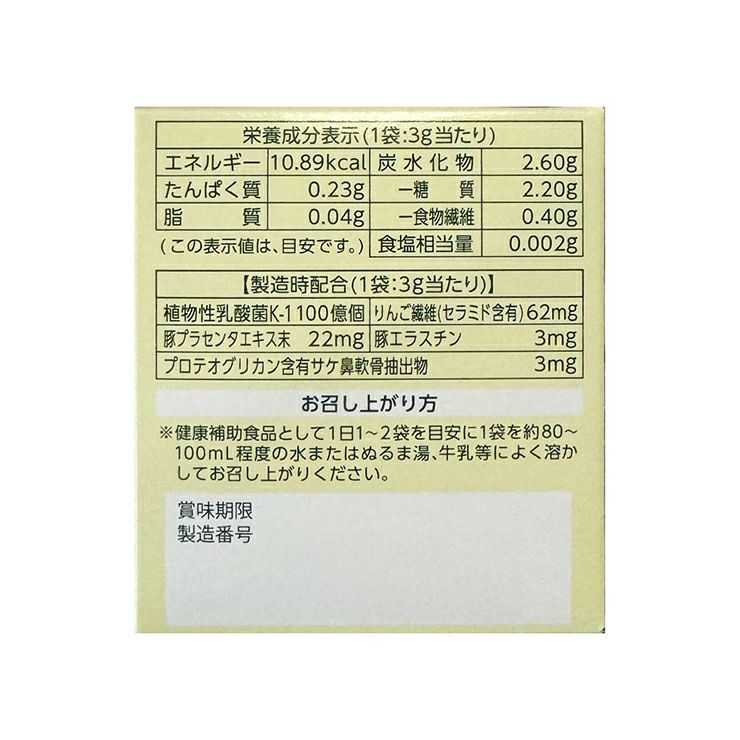 栄養成分表示(1袋:3g当たり)
エネルギー 10.89kcal 炭水化物 2.60g
たんぱく質 0.23g ー糖質 2.20g
脂質 0.04g ー食物繊維 0.40g
(この表示値は、目安です。) 食塩相当量 0.002g
【製造時配合(1袋:3g当たり)】
植物性乳酸菌K-1 100億個 りんご繊維(セラミド含有) 62mg
豚プラセンタエキス末 22mg 豚エラスチン 3mg
プロテオグリカン含有サケ鼻軟骨抽出物 3mg
お召し上がり方
※健康補助食品として1日1~2袋を目安に1袋を約80~
100mL程度の水またはぬるま湯、牛乳等によく溶か
してお召し上がりください。
賞味期限
製造番号